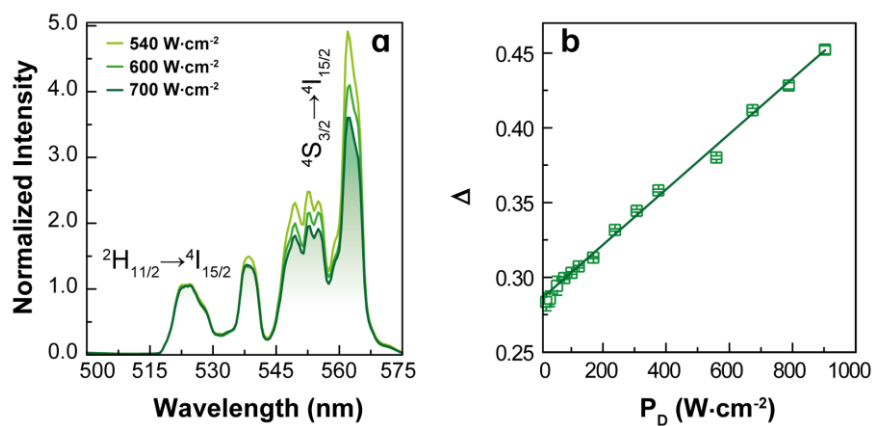 a
540 W·cm⁻²
600 W·cm⁻²
700 W·cm⁻²
⁴S₃/₂→⁴I₁₅/₂
²H₁₁/₂→⁴I₁₅/₂
Normalized Intensity
5.0
4.0
3.0
2.0
1.0
0.0
500 515 530 545 560 575
Wavelength (nm)
b
Δ
0.45
0.40
0.35
0.30
0.25
0 200 400 600 800 1000
P_D (W·cm⁻²)